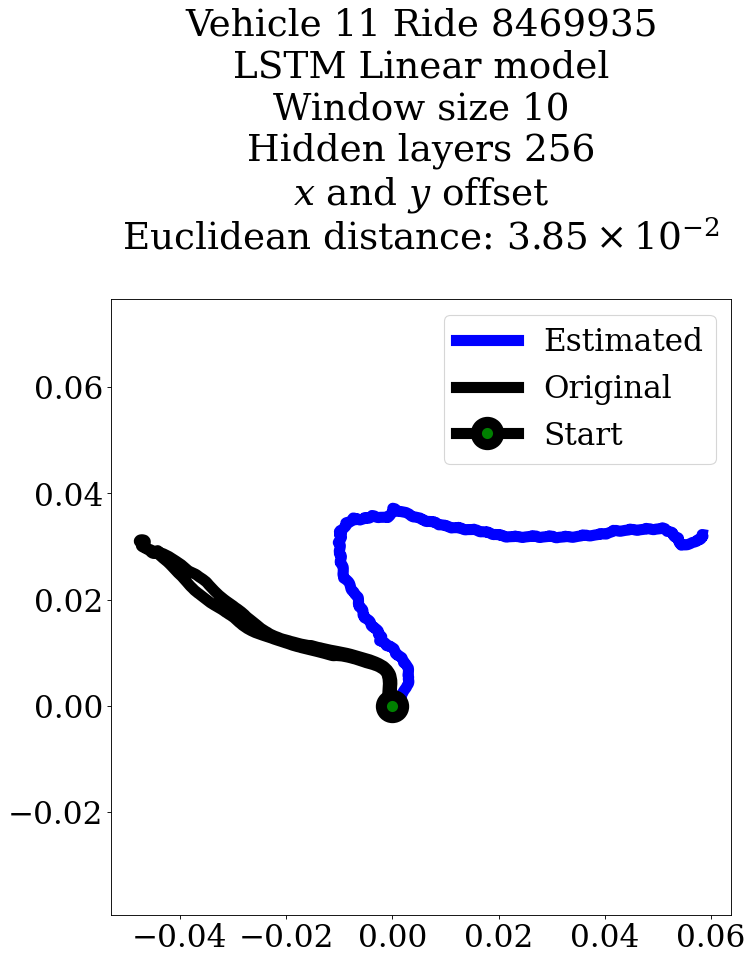 Vehicle 11 Ride 8469935
LSTM Linear model
Window size 10
Hidden layers 256
x and y offset
Euclidean distance: 3.85 × 10⁻²
Estimated
Original
Start
0.06
0.04
0.02
0.00
−0.02
−0.04 −0.02 0.00 0.02 0.04 0.06